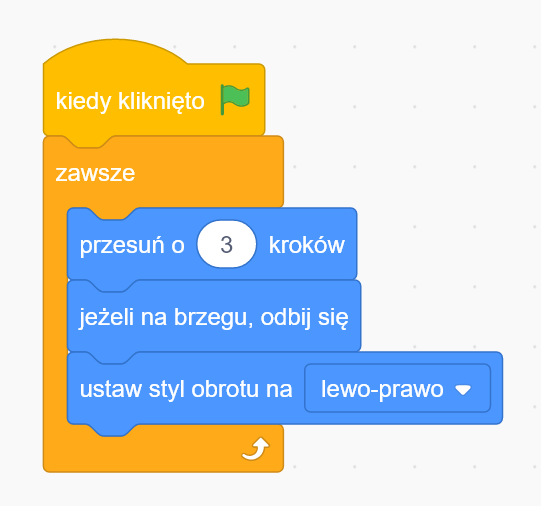 kiedy kliknięto
zawsze
przesuń o 3 kroków
jeżeli na brzegu, odbij się
ustaw styl obrotu na lewo-prawo